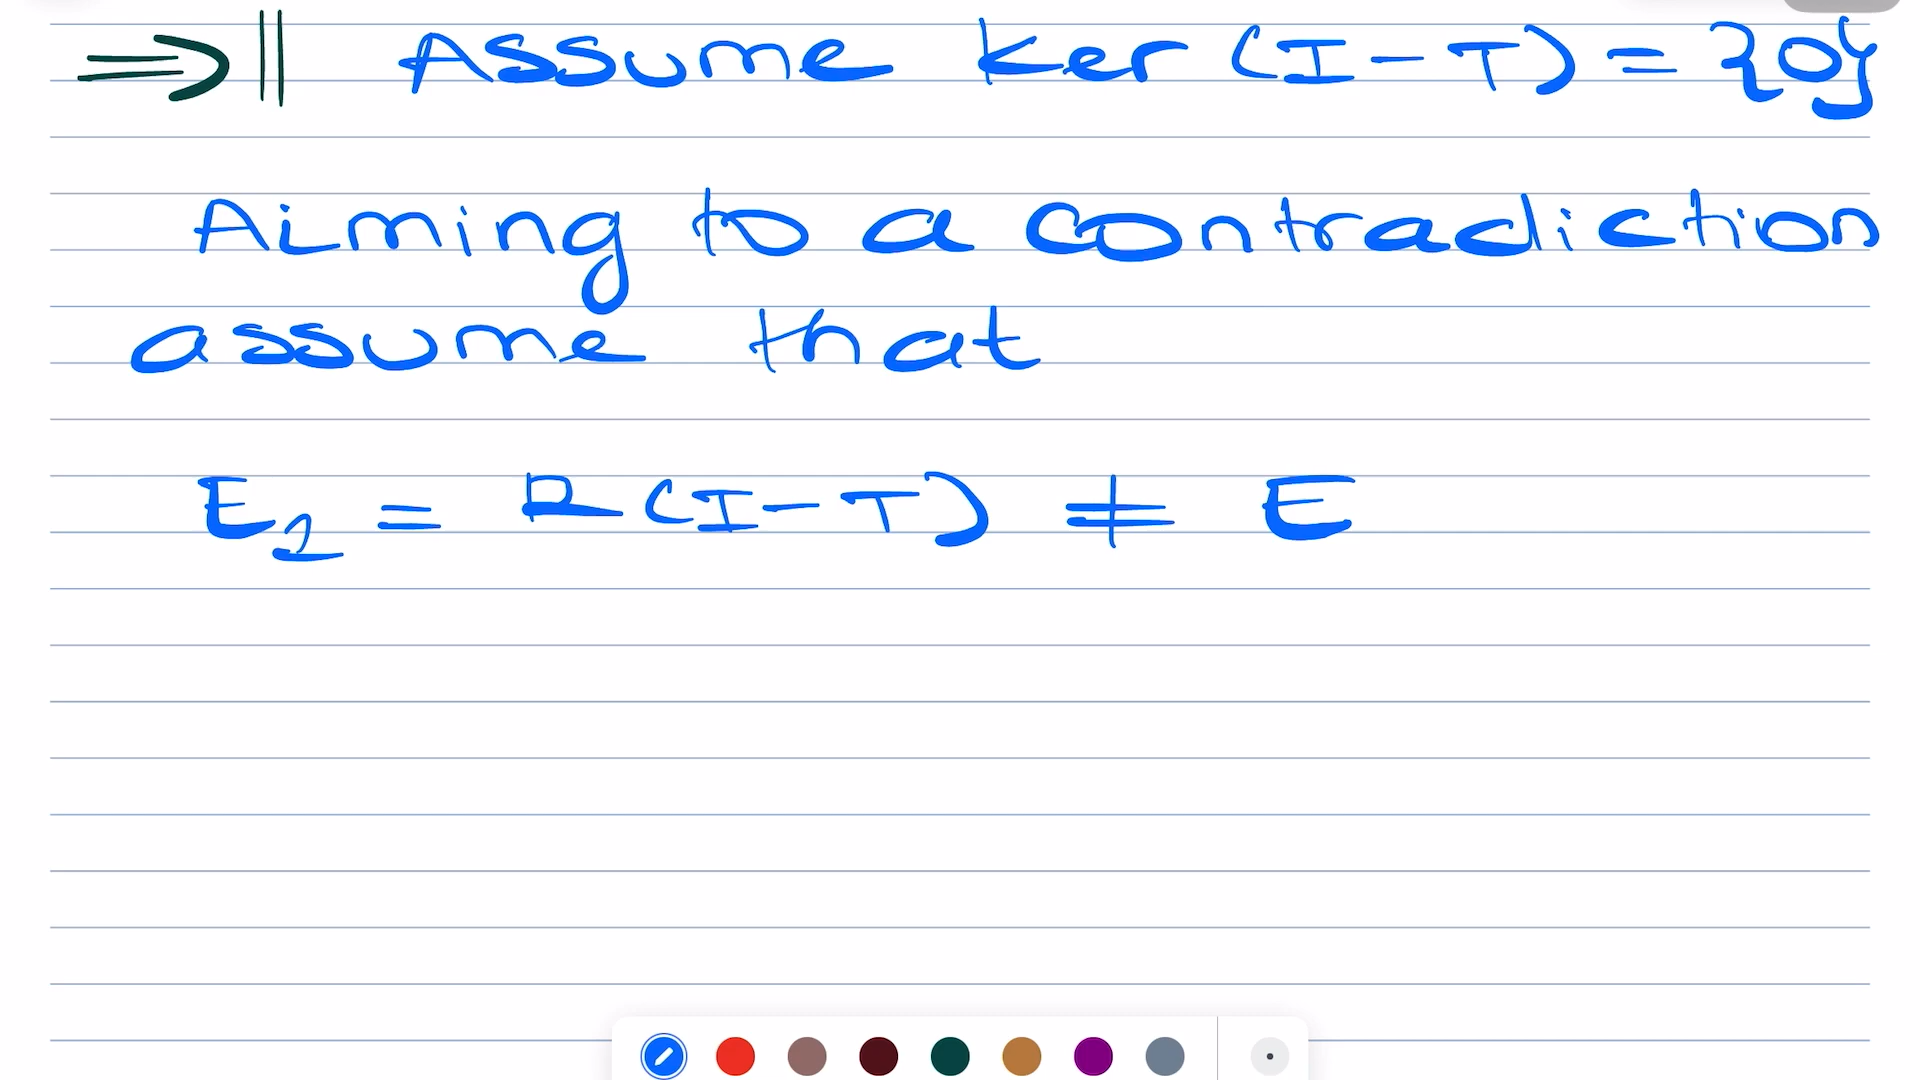 ⇒|| Assume ker (I - T) = {0}
Aiming to a contradiction
assume that
E₁ = R(I - T) ≠ E